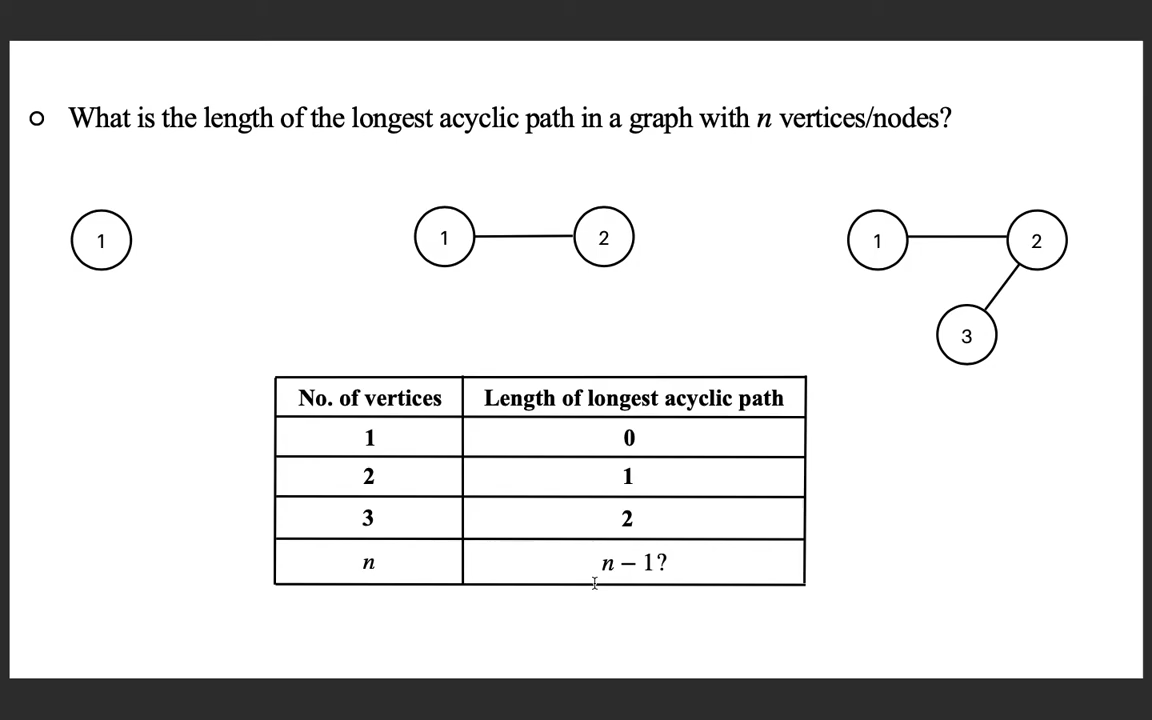 What is the length of the longest acyclic path in a graph with n vertices/nodes?
1
1 2
1 2
3
No. of vertices Length of longest acyclic path
1 0
2 1
3 2
n n – 1?